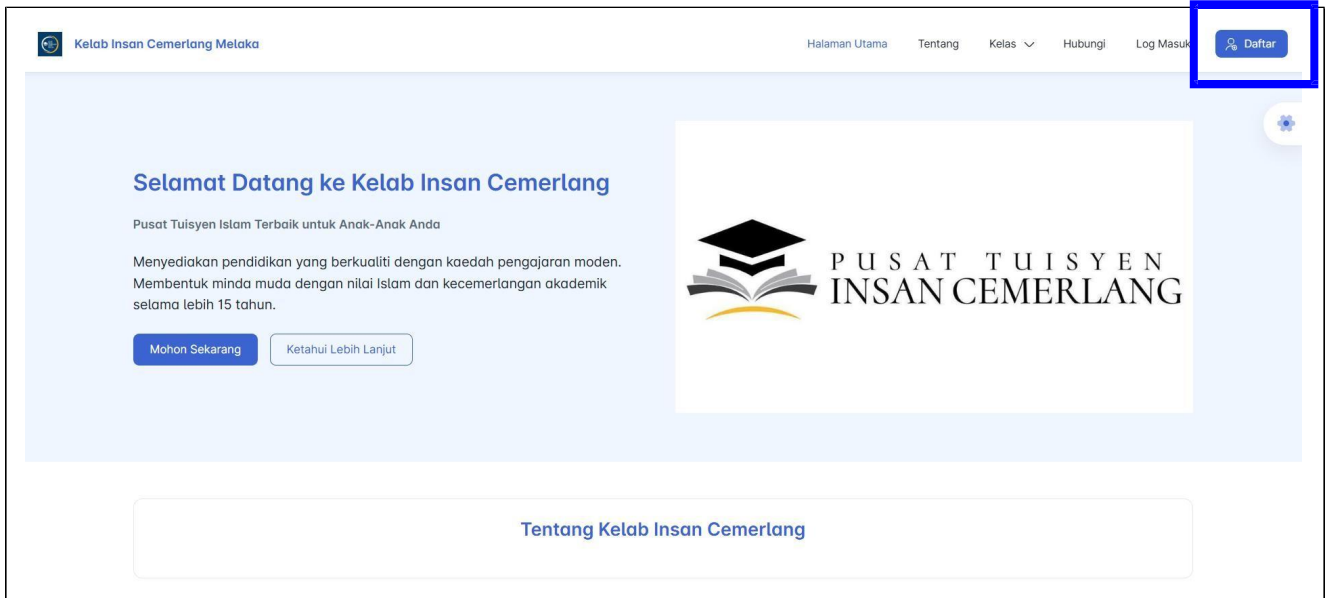 Kelab Insan Cemerlang Melaka
Halaman Utama
Tentang
Kelas
Hubungi
Log Masuk
Daftar
Selamat Datang ke Kelab Insan Cemerlang
Pusat Tuisyen Islam Terbaik untuk Anak-Anak Anda
Menyediakan pendidikan yang berkualiti dengan kaedah pengajaran moden.
Membentuk minda muda dengan nilai Islam dan kecemerlangan akademik
selama lebih 15 tahun.
Mohon Sekarang
Ketahui Lebih Lanjut
PUSAT TUISYEN
INSAN CEMERLANG
Tentang Kelab Insan Cemerlang